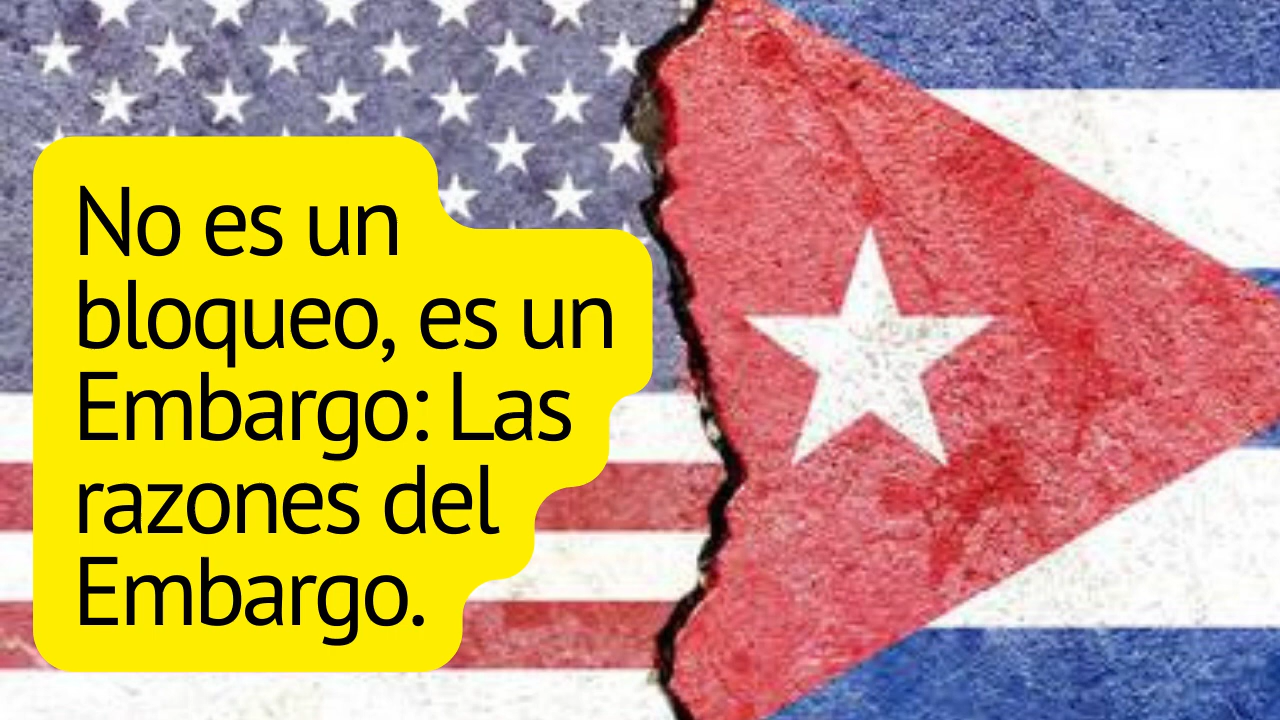 No es un
bloqueo, es un
Embargo: Las
razones del
Embargo.